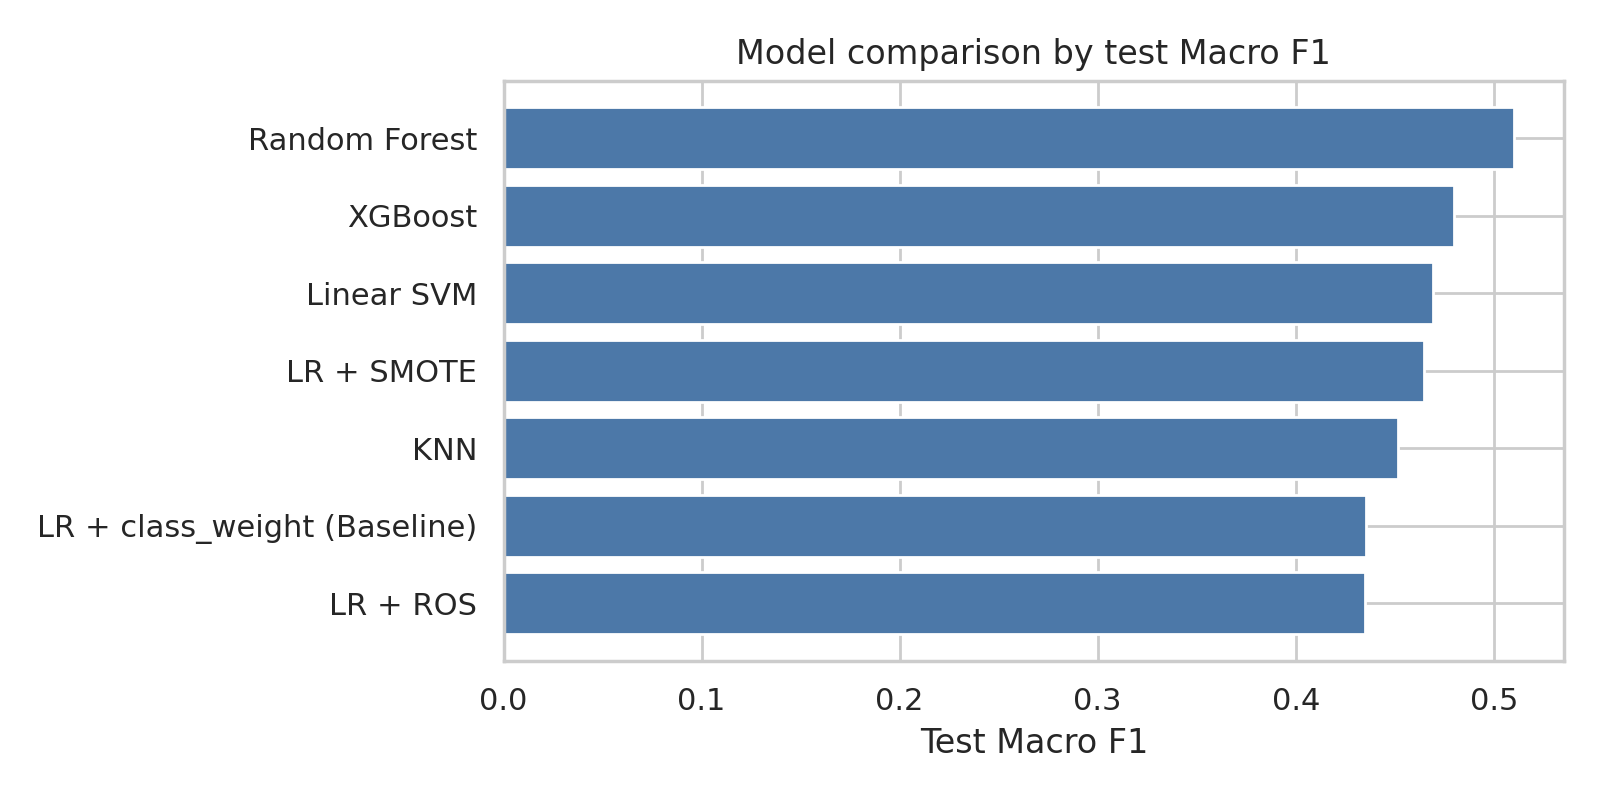 Model comparison by test Macro F1
Random Forest
XGBoost
Linear SVM
LR + SMOTE
KNN
LR + class_weight (Baseline)
LR + ROS
0.0 0.1 0.2 0.3 0.4 0.5
Test Macro F1